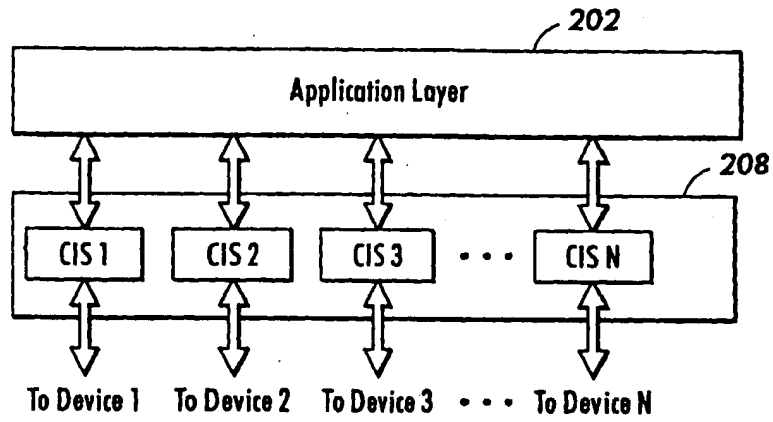 202
Application Layer
208
CIS 1 CIS 2 CIS 3 • • • CIS N
To Device 1 To Device 2 To Device 3 • • • To Device N